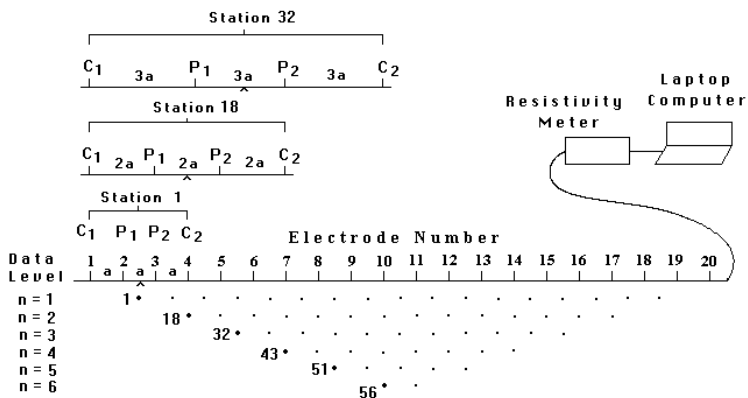 Station 32
C1 3a P1 3a P2 3a C2
Laptop
Computer
Resistivity
Meter
Station 18
C1 2a P1 2a P2 2a C2
Station 1
C1 P1 P2 C2
Electrode Number
Data
Level
1 2 3 4 5 6 7 8 9 10 11 12 13 14 15 16 17 18 19 20
a a a
n = 1 1
n = 2 18
n = 3 32
n = 4 43
n = 5 51
n = 6 56